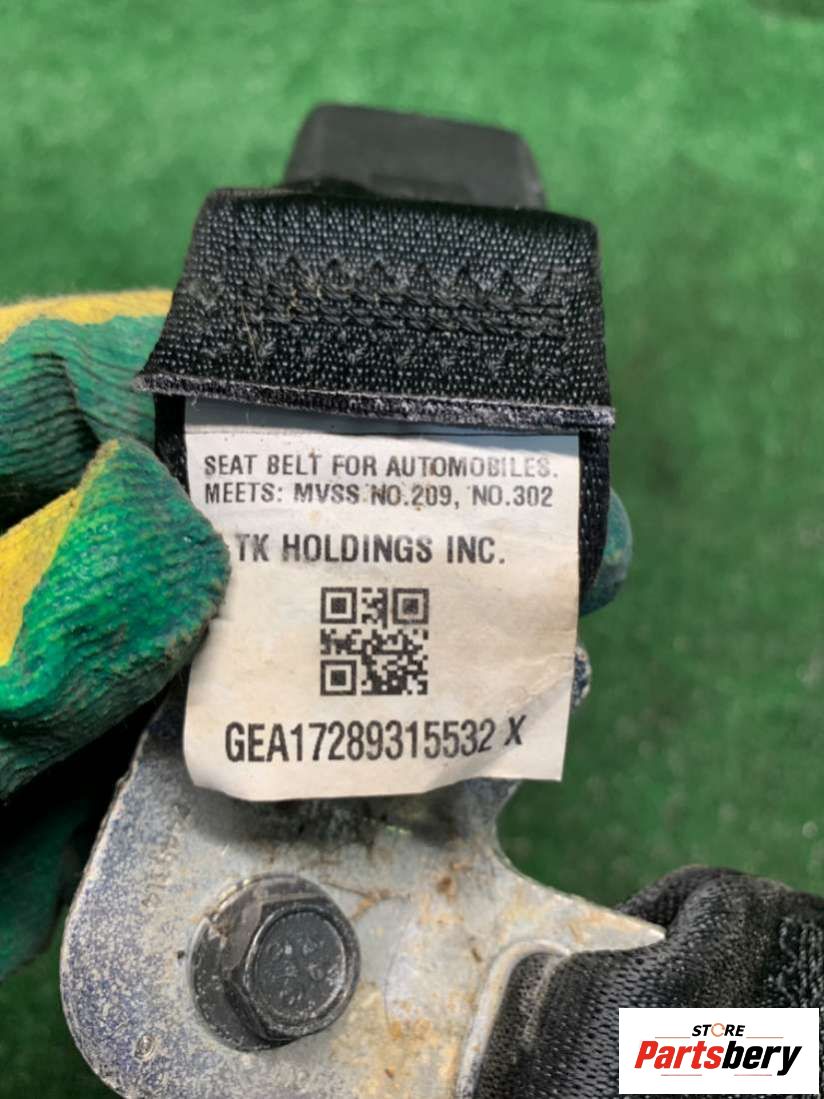 SEAT BELT FOR AUTOMOBILES.
MEETS: MVSS NO.209, NO.302
TK HOLDINGS INC.
GEA17289315532 X
STORE
Partsbery